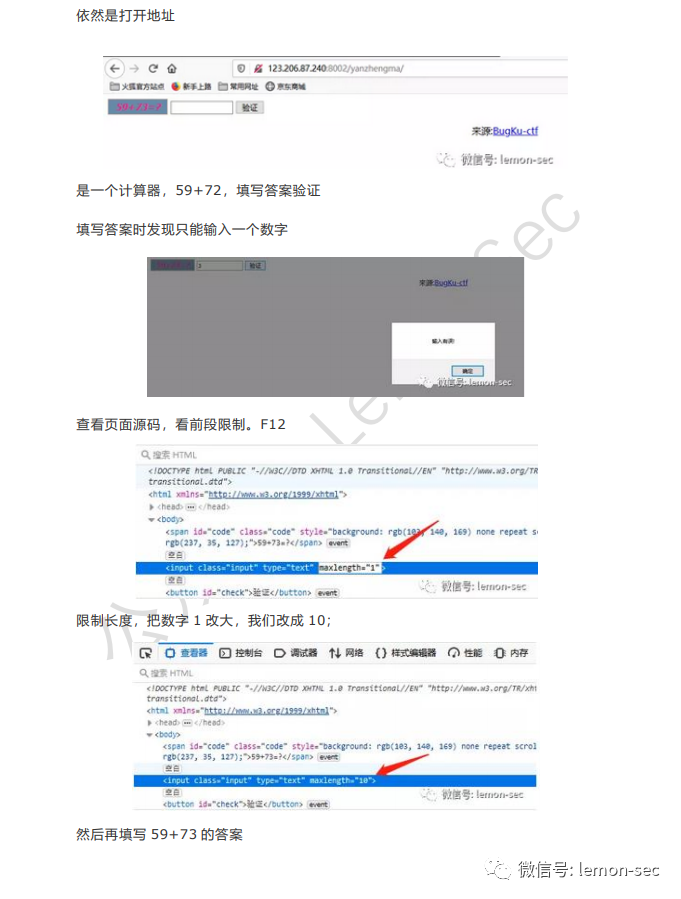 依然是打开地址
123.206.87.240:8002/yanzhengma/
火狐官方站点 新手上路 常用网址 京东商城
59+73=? 验证
来源:BugKu-ctf
微信号: lemon-sec
是一个计算器，59+72，填写答案验证
填写答案时发现只能输入一个数字
3 验证
来源:BugKu-ctf
输入有误!
确定
微信号: lemon-sec
查看页面源码，看前段限制。F12
搜索 HTML
<!DOCTYPE html PUBLIC "-//W3C//DTD XHTML 1.0 Transitional//EN" "http://www.w3.org/TR
transitional.dtd">
<html xmlns="http://www.w3.org/1999/xhtml">
<head> ••• </head>
<body>
<span id="code" class="code" style="background: rgb(103, 140, 169) none repeat sc
rgb(237, 35, 127);">59+73=?</span> event
空白
<input class="input" type="text" maxlength="1">
空白
<button id="check">验证</button> event
微信号: lemon-sec
限制长度，把数字 1 改大，我们改成 10；
查看器 控制台 调试器 网络 {} 样式编辑器 性能 内存
搜索 HTML
<!DOCTYPE html PUBLIC "-//W3C//DTD XHTML 1.0 Transitional//EN" "http://www.w3.org/TR/xh
transitional.dtd">
<html xmlns="http://www.w3.org/1999/xhtml">
<head> ••• </head>
<body>
<span id="code" class="code" style="background: rgb(103, 140, 169) none repeat scrol
rgb(237, 35, 127);">59+73=?</span> event
空白
<input class="input" type="text" maxlength="10">
空白
<button id="check">验证</button> event
微信号: lemon-sec
然后再填写 59+73 的答案
微信号: lemon-sec